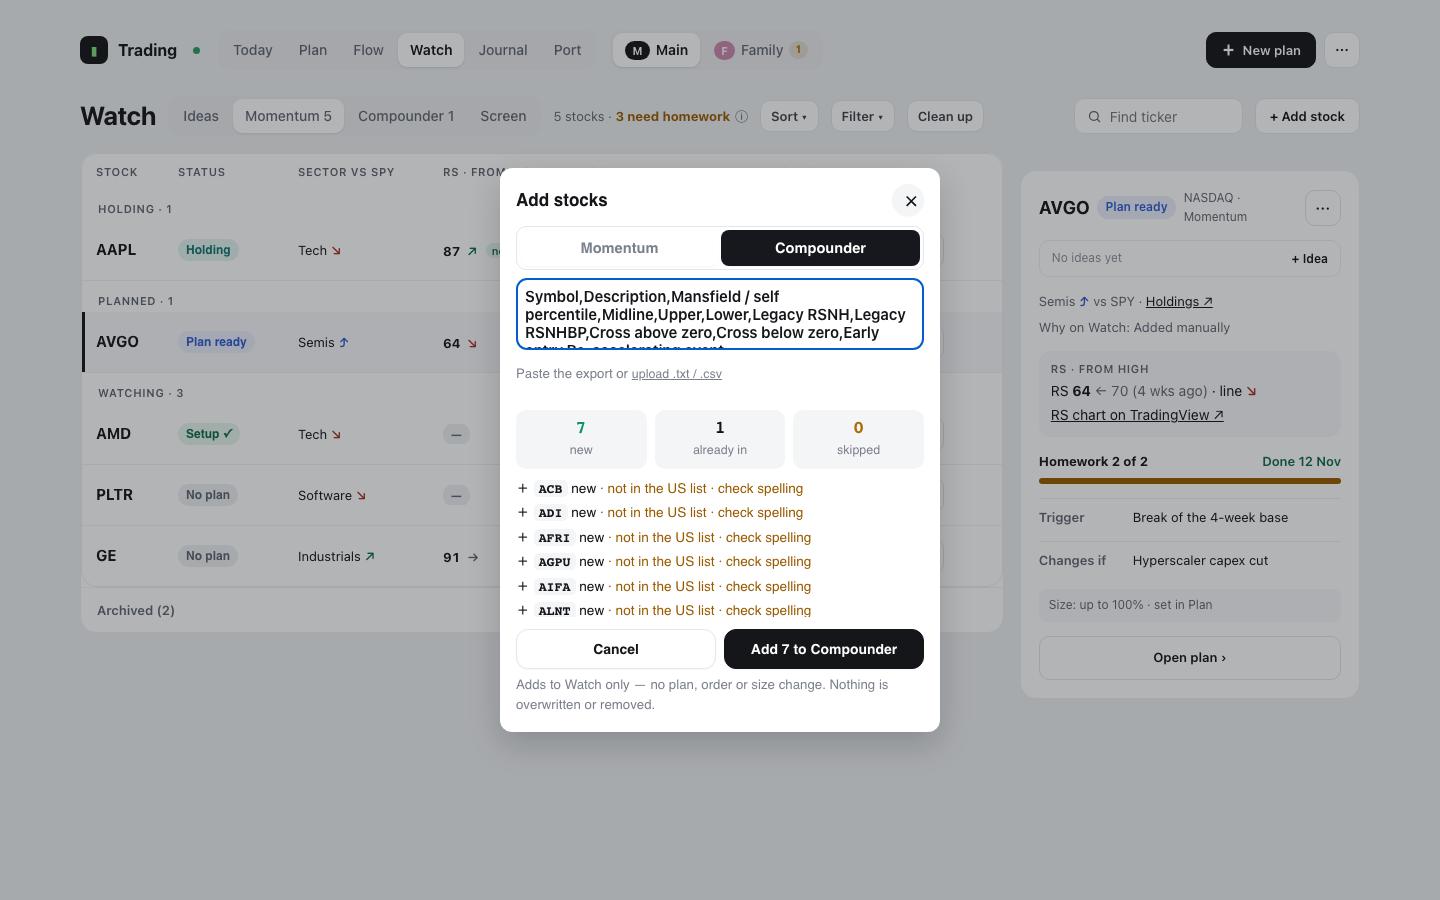 Trading
Today
Plan
Flow
Watch
Journal
Port
M Main
F Family 1
+ New plan
...
Watch
Ideas
Momentum 5
Compounder 1
Screen
5 stocks · 3 need homework ⓘ
Sort ▾
Filter ▾
Clean up
Find ticker
+ Add stock
STOCK
STATUS
SECTOR VS SPY
RS · FROM
HOLDING · 1
AAPL
Holding
Tech ↘
87 ↗
PLANNED · 1
AVGO
Plan ready
Semis ⤴
64 ↘
WATCHING · 3
AMD
Setup ✓
Tech ↘
—
PLTR
No plan
Software ↘
—
GE
No plan
Industrials ↗
91 →
Archived (2)
Add stocks
✕
Momentum
Compounder
Symbol,Description,Mansfield / self
percentile,Midline,Upper,Lower,Legacy RSNH,Legacy
RSNHBP,Cross above zero,Cross below zero,Early
Paste the export or upload .txt / .csv
7
new
1
already in
0
skipped
+ ACB new · not in the US list · check spelling
+ ADI new · not in the US list · check spelling
+ AFRI new · not in the US list · check spelling
+ AGPU new · not in the US list · check spelling
+ AIFA new · not in the US list · check spelling
+ ALNT new · not in the US list · check spelling
Cancel
Add 7 to Compounder
Adds to Watch only — no plan, order or size change. Nothing is
overwritten or removed.
AVGO
Plan ready
NASDAQ ·
Momentum
...
No ideas yet
+ Idea
Semis ⤴ vs SPY · Holdings ↗
Why on Watch: Added manually
RS · FROM HIGH
RS 64 ← 70 (4 wks ago) · line ↘
RS chart on TradingView ↗
Homework 2 of 2
Done 12 Nov
Trigger
Break of the 4-week base
Changes if
Hyperscaler capex cut
Size: up to 100% · set in Plan
Open plan ›